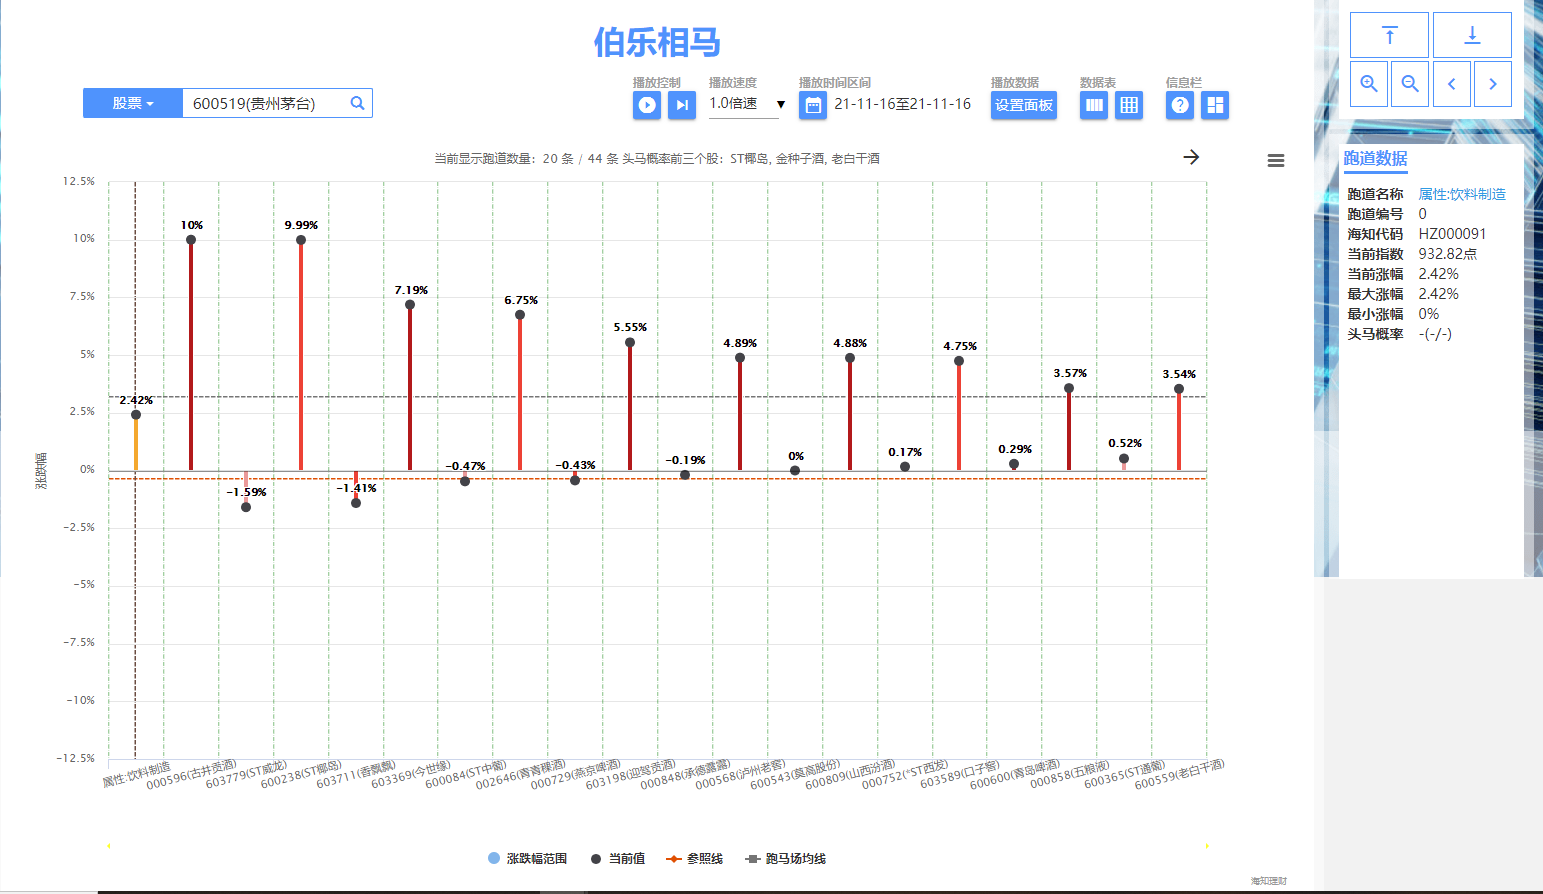 伯乐相马
播放控制 播放速度 播放时间区间 播放数据 数据表 信息栏
股票 600519(贵州茅台) 1.0倍速 21-11-16至21-11-16 设置面板
当前显示跑道数量：20 条 / 44 条 头马概率前三个股：ST椰岛, 金种子酒, 老白干酒
涨跌幅
12.5%
10%
7.5%
5%
2.5%
0%
-2.5%
-5%
-7.5%
-10%
-12.5%
2.42%
10%
-1.59%
9.99%
-1.41%
7.19%
-0.47%
6.75%
-0.43%
5.55%
-0.19%
4.89%
0%
4.88%
0.17%
4.75%
0.29%
3.57%
0.52%
3.54%
属性:饮料制造
000596(古井贡酒)
603779(ST威龙)
600238(ST椰岛)
603711(香飘飘)
603369(今世缘)
600084(ST中葡)
002646(青青稞酒)
000729(燕京啤酒)
603198(迎驾贡酒)
000848(承德露露)
000568(泸州老窖)
600543(莫高股份)
600809(山西汾酒)
000752(*ST西发)
603589(口子窖)
600600(青岛啤酒)
000858(五粮液)
600365(ST通葡)
600559(老白干酒)
涨跌幅范围 当前值 参照线 跑马场均线
海知理财
跑道数据
跑道名称 属性:饮料制造
跑道编号 0
海知代码 HZ000091
当前指数 932.82点
当前涨幅 2.42%
最大涨幅 2.42%
最小涨幅 0%
头马概率 -(-/-)